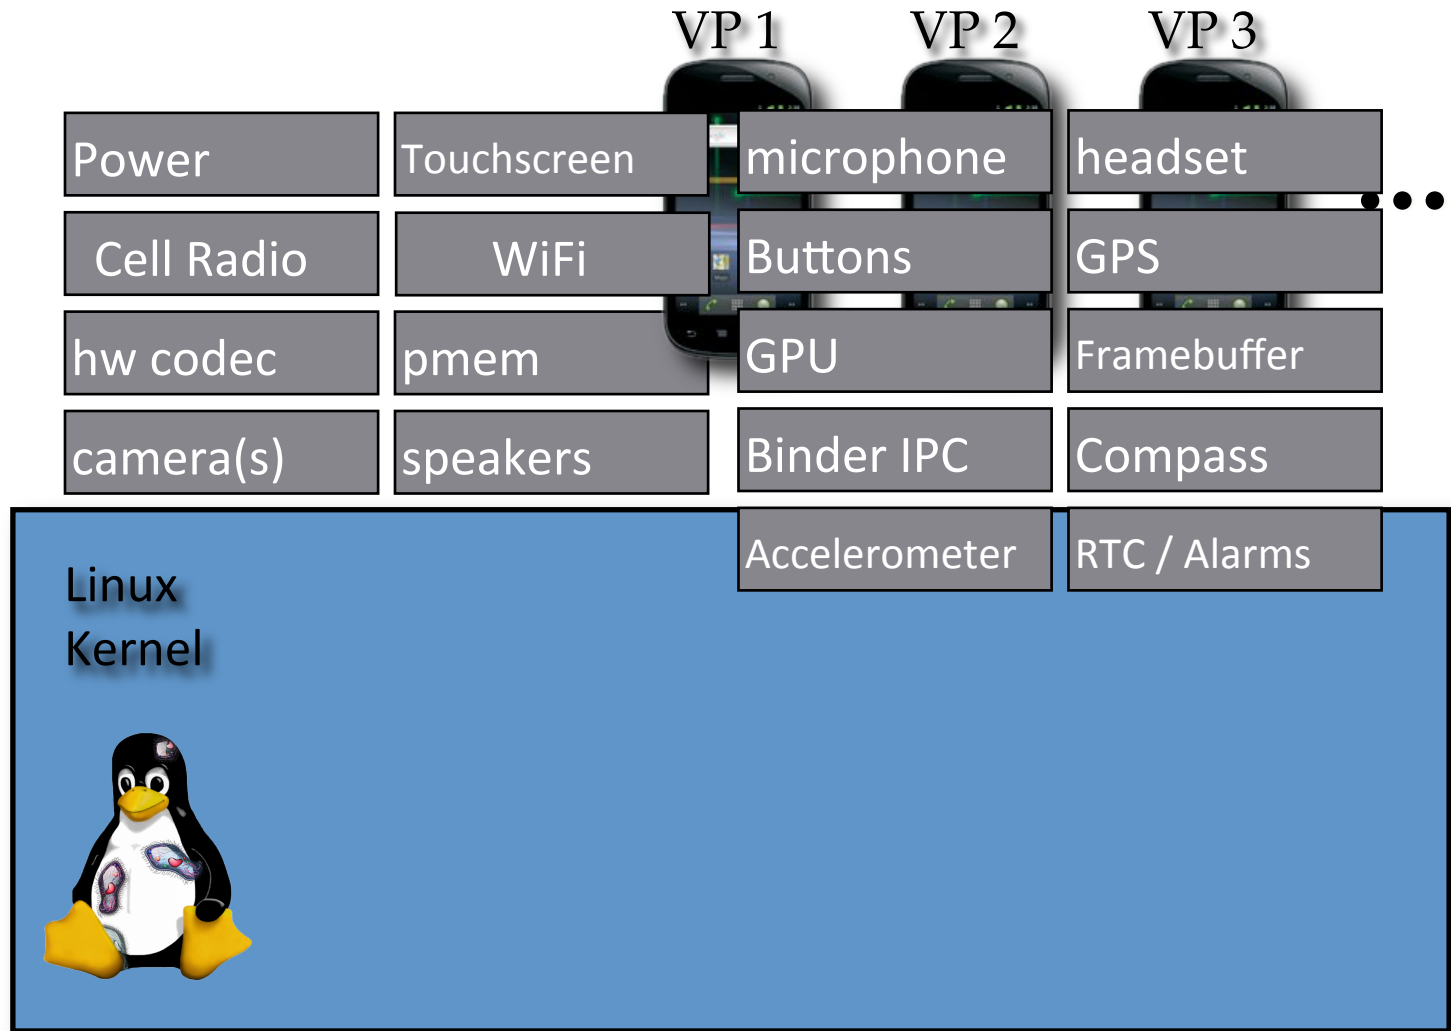 VP 1
VP 2
VP 3
Power
Touchscreen
microphone
headset
...
Cell Radio
WiFi
Buttons
GPS
hw codec
pmem
GPU
Framebuffer
camera(s)
speakers
Binder IPC
Compass
Accelerometer
RTC / Alarms
Linux
Kernel